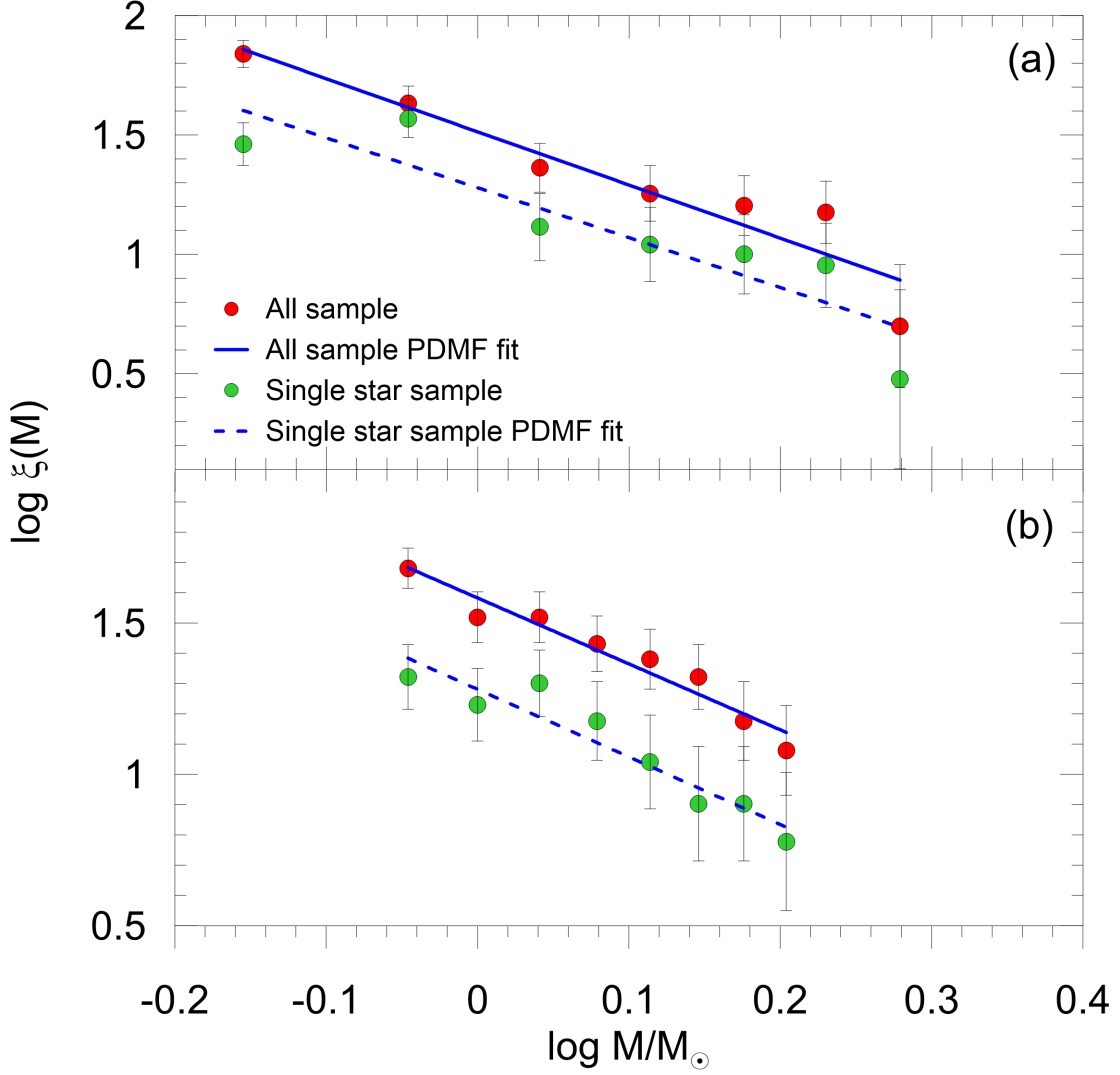 2
(a)
1.5
1
All sample
All sample PDMF fit
Single star sample
Single star sample PDMF fit
0.5
log ξ(M)
(b)
1.5
1
0.5
-0.2 -0.1 0 0.1 0.2 0.3 0.4
log M/M⊙